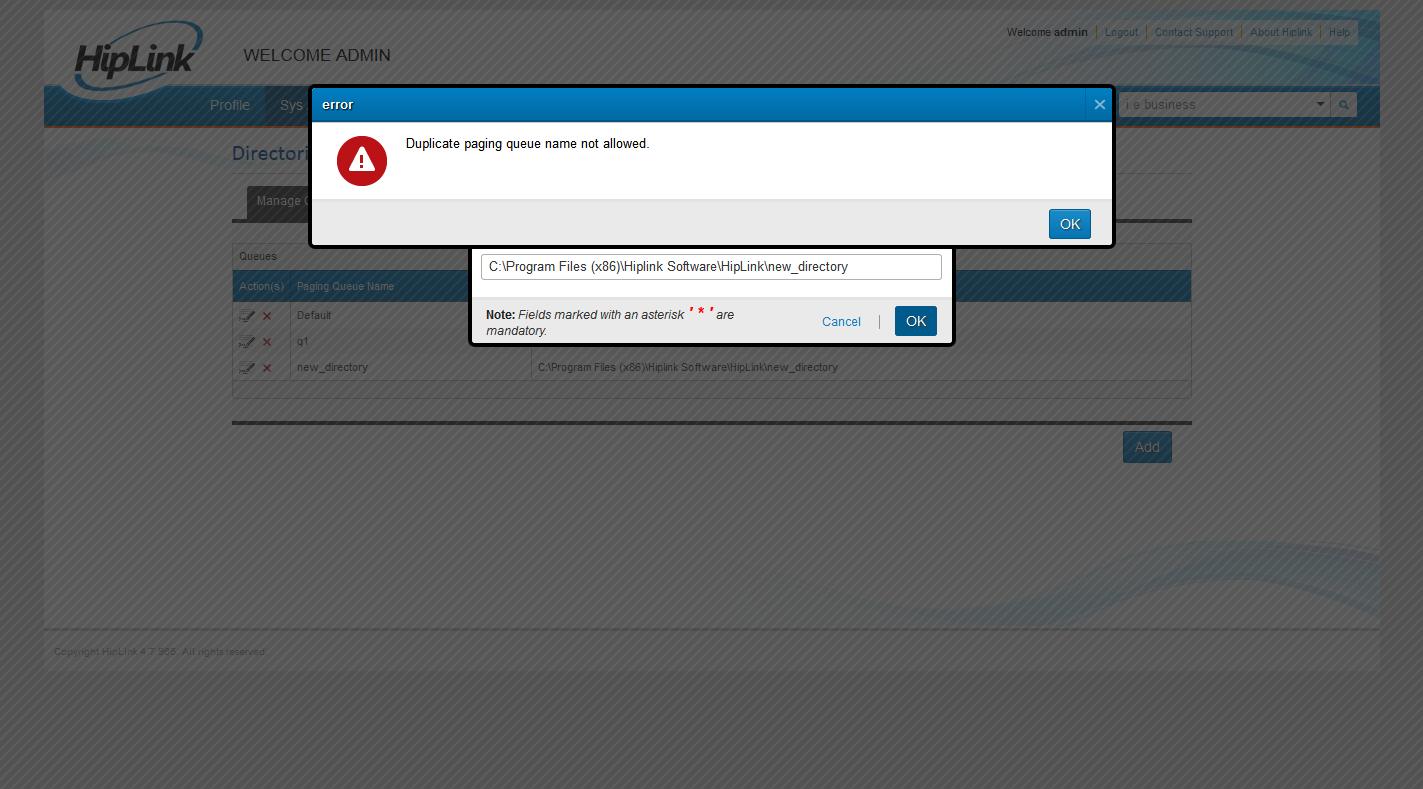 HipLink
WELCOME ADMIN
Welcome admin | Logout | Contact Support | About Hiplink | Help
Profile
Sys
i.e business
error
Duplicate paging queue name not allowed.
OK
Directori
Manage
Queues
C:\Program Files (x86)\Hiplink Software\HipLink\new_directory
Action(s) Paging Queue Name
Note: Fields marked with an asterisk ' * ' are
mandatory.
Cancel | OK
Default
q1
new_directory C:\Program Files (x86)\Hiplink Software\HipLink\new_directory
Add
Copyright HipLink 4.7.565. All rights reserved.